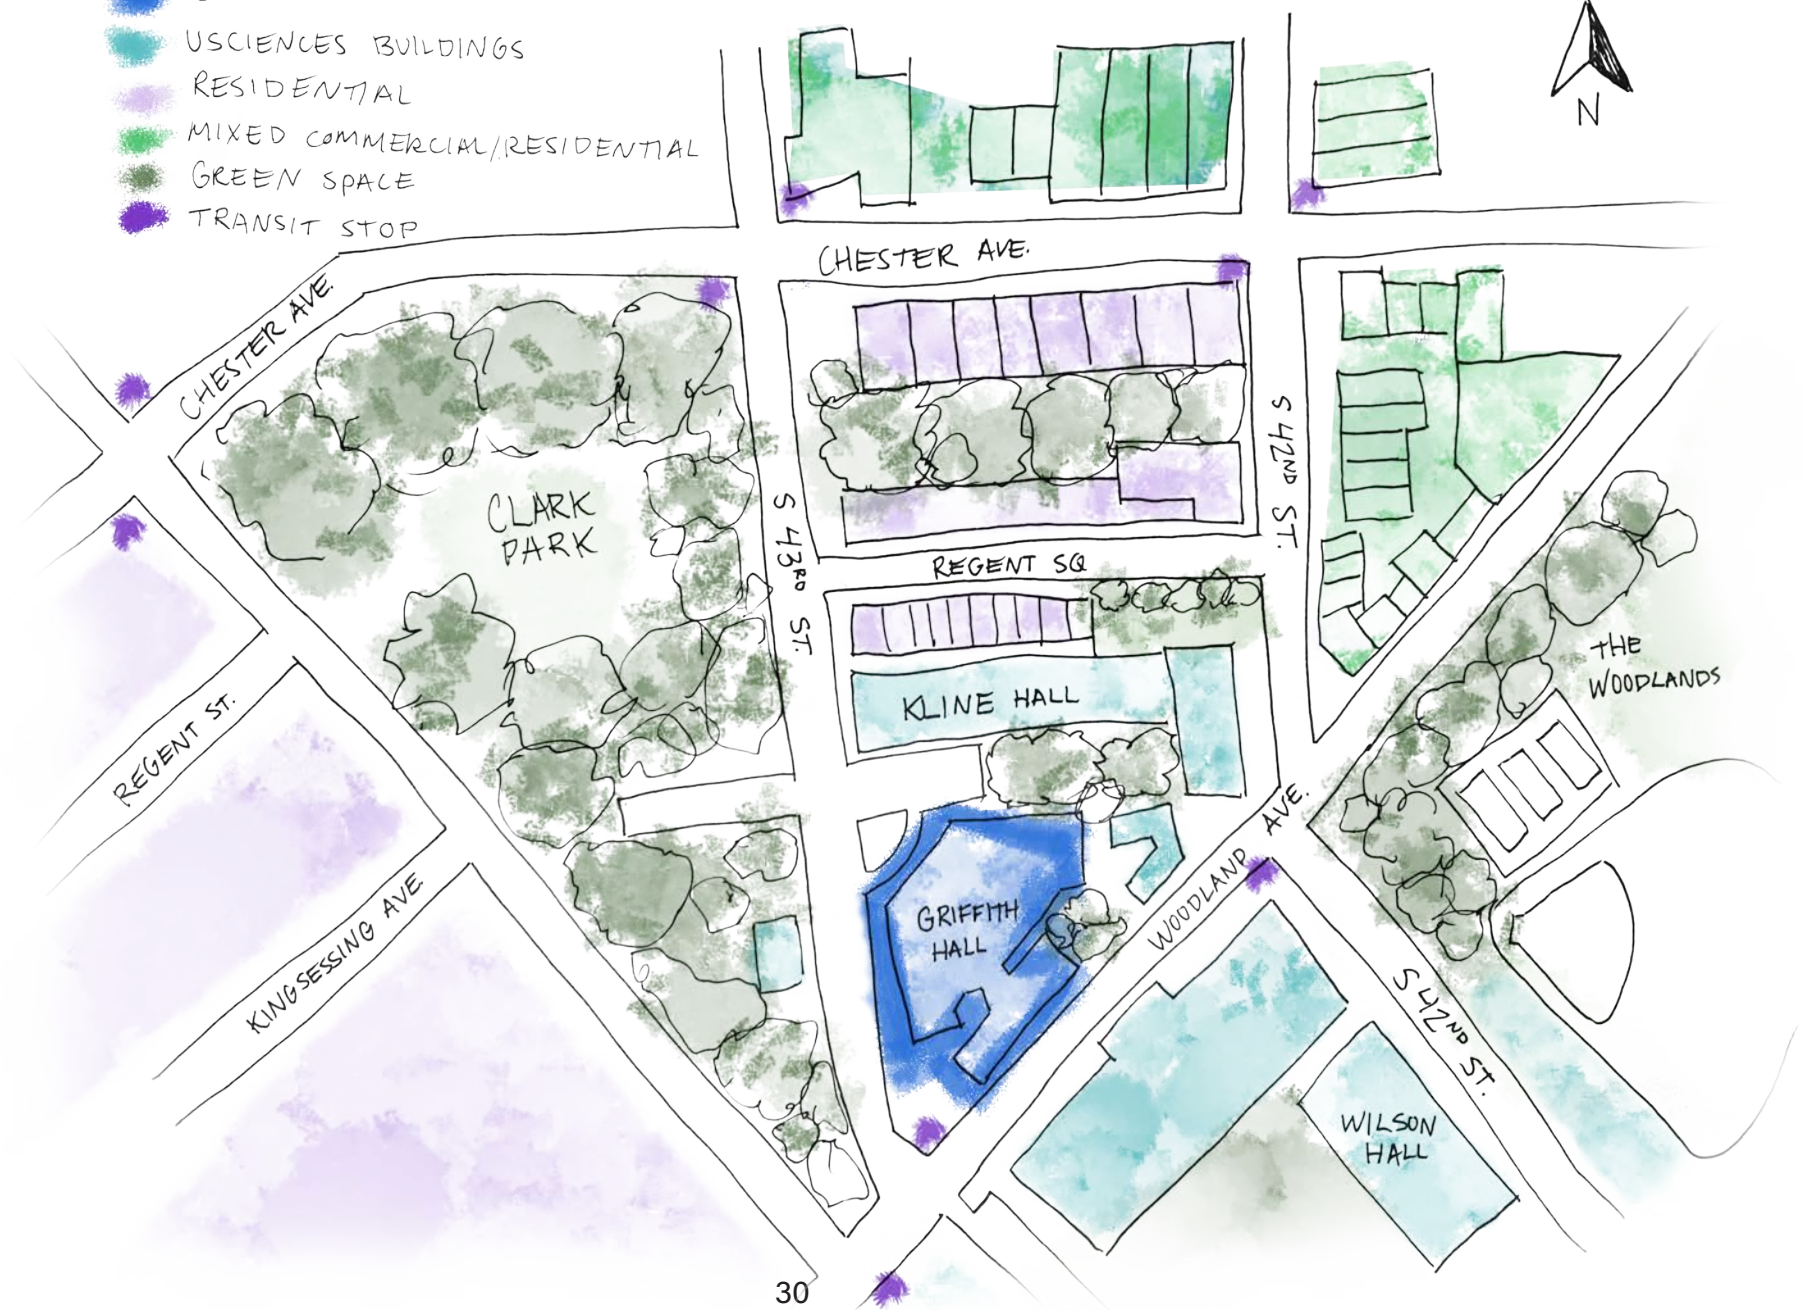 USCIENCES BUILDINGS
RESIDENTIAL
MIXED COMMERCIAL/RESIDENTIAL
GREEN SPACE
TRANSIT STOP
N
CHESTER AVE.
CHESTER AVE.
S 42ND ST.
CLARK
PARK
S 43RD ST.
REGENT SQ
THE
WOODLANDS
KLINE HALL
REGENT ST.
WOODLAND AVE.
GRIFFITH
HALL
KINGSESSING AVE.
S 42ND ST.
WILSON
HALL
30